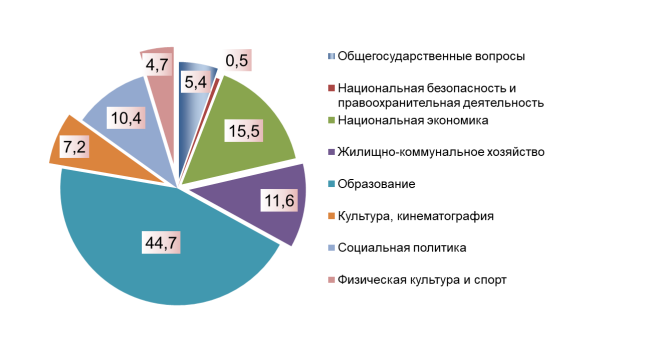 4,7
5,4
0,5
10,4
15,5
7,2
11,6
44,7
Общегосударственные вопросы
Национальная безопасность и
правоохранительная деятельность
Национальная экономика
Жилищно-коммунальное хозяйство
Образование
Культура, кинематография
Социальная политика
Физическая культура и спорт